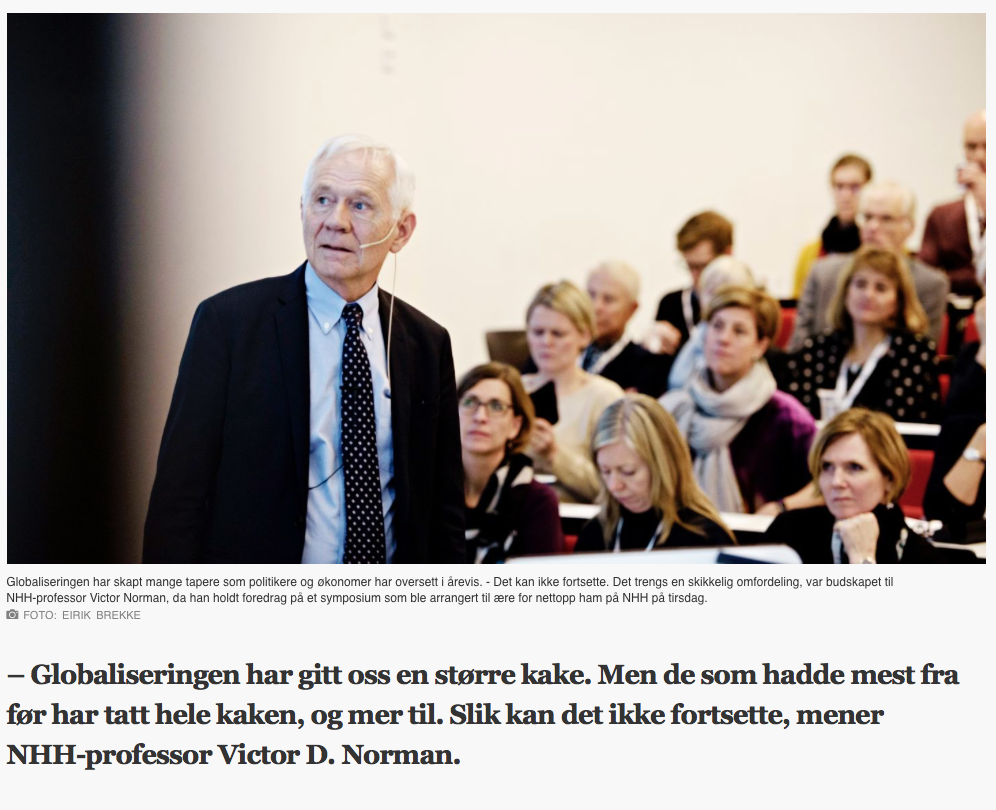 Globaliseringen har skapt mange tapere som politikere og økonomer har oversett i årevis. - Det kan ikke fortsette. Det trengs en skikkelig omfordeling, var budskapet til
NHH-professor Victor Norman, da han holdt foredrag på et symposium som ble arrangert til ære for nettopp ham på NHH på tirsdag.
FOTO: EIRIK BREKKE
– Globaliseringen har gitt oss en større kake. Men de som hadde mest fra
før har tatt hele kaken, og mer til. Slik kan det ikke fortsette, mener
NHH-professor Victor D. Norman.